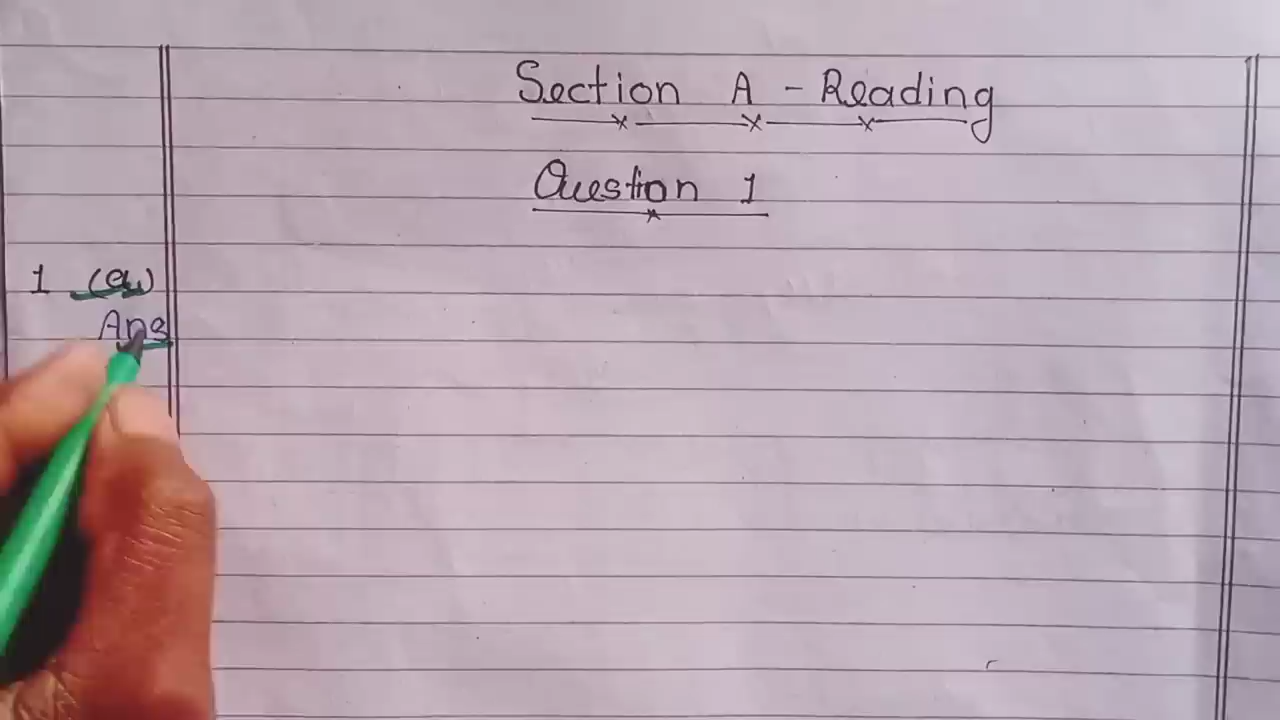 Section A - Reading
Question 1
1 (a)
Ans